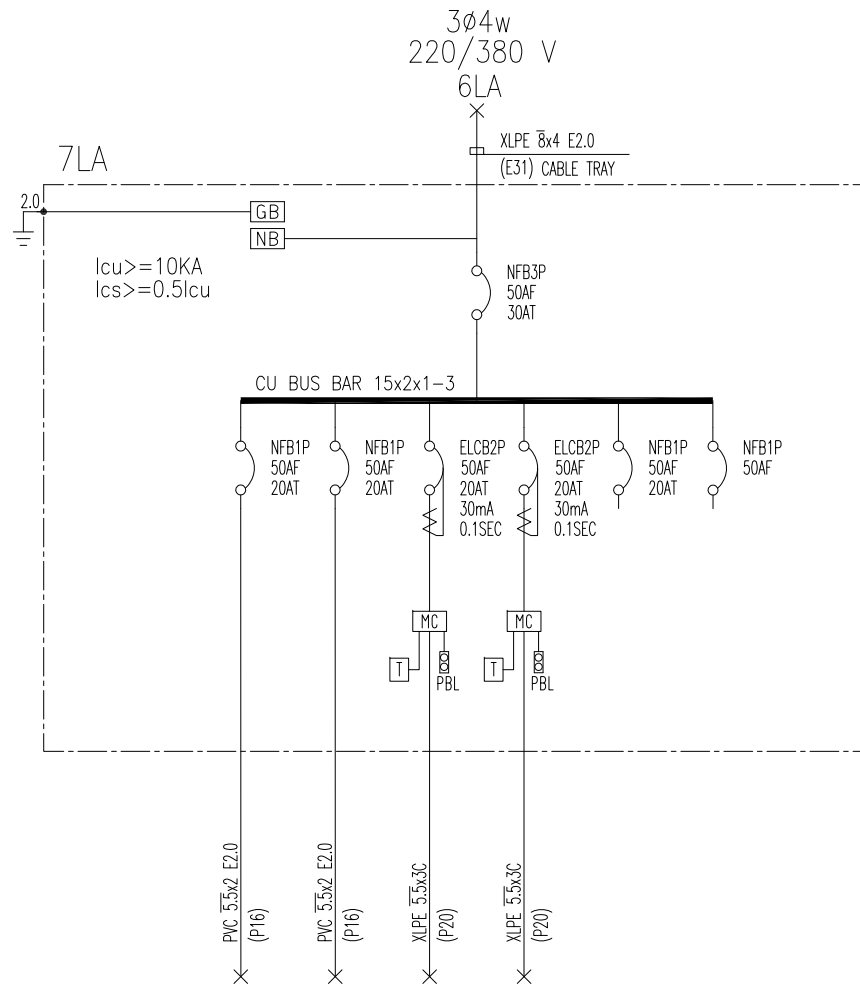 3ø4w
220/380 V
6LA
XLPE 8x4 E2.0
(E31) CABLE TRAY
7LA
2.0
GB
NB
Icu>=10KA
Ics>=0.5Icu
NFB3P
50AF
30AT
CU BUS BAR 15x2x1-3
NFB1P
50AF
20AT
NFB1P
50AF
20AT
ELCB2P
50AF
20AT
30mA
0.1SEC
ELCB2P
50AF
20AT
30mA
0.1SEC
NFB1P
50AF
20AT
NFB1P
50AF
MC
T
PBL
MC
T
PBL
PVC 5.5x2 E2.0
(P16)
PVC 5.5x2 E2.0
(P16)
XLPE 5.5x3C
(P20)
XLPE 5.5x3C
(P20)